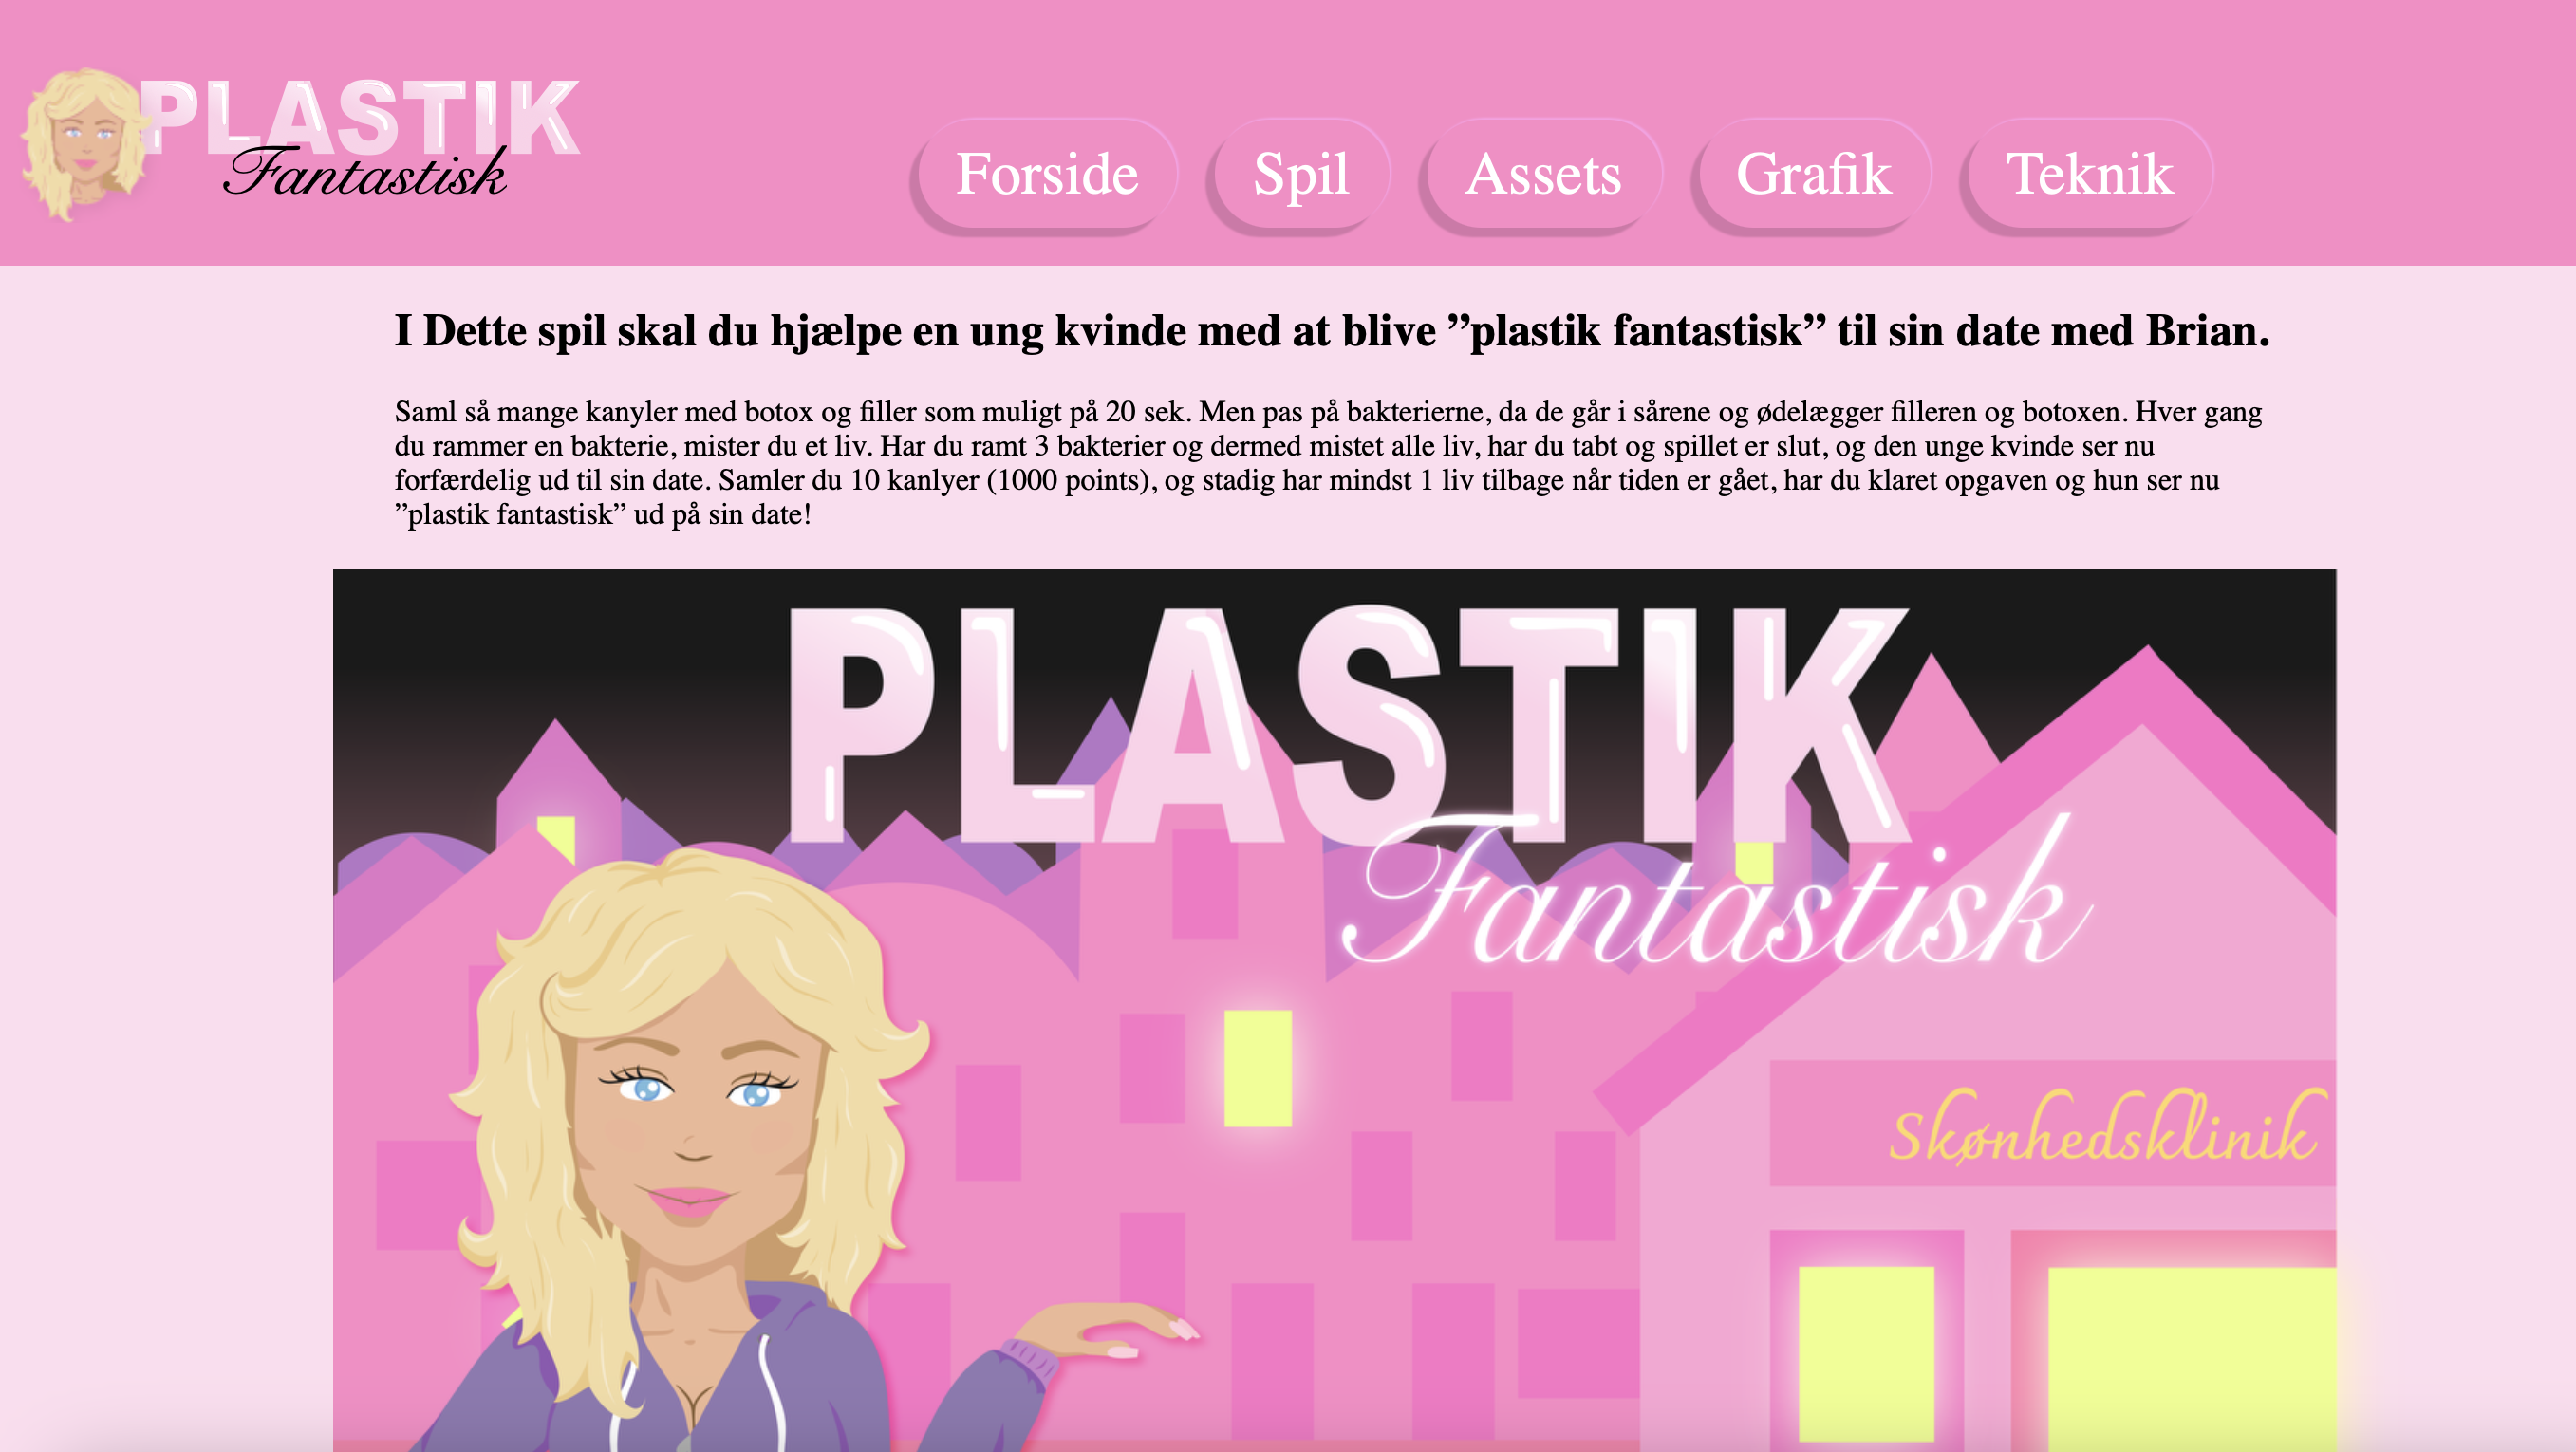 PLASTIK
Fantastisk
Forside Spil Assets Grafik Teknik
I Dette spil skal du hjælpe en ung kvinde med at blive ”plastik fantastisk” til sin date med Brian.
Saml så mange kanyler med botox og filler som muligt på 20 sek. Men pas på bakterierne, da de går i sårene og ødelægger filleren og botoxen. Hver gang
du rammer en bakterie, mister du et liv. Har du ramt 3 bakterier og dermed mistet alle liv, har du tabt og spillet er slut, og den unge kvinde ser nu
forfærdelig ud til sin date. Samler du 10 kanlyer (1000 points), og stadig har mindst 1 liv tilbage når tiden er gået, har du klaret opgaven og hun ser nu
”plastik fantastisk” ud på sin date!
PLASTIK
Fantastisk
Skønhedsklinik